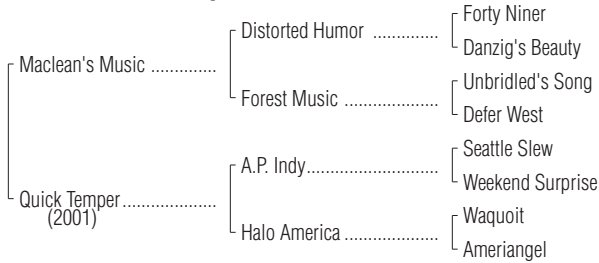 Forty Niner
Distorted Humor ..............
Danzig's Beauty
Maclean's Music ..............
Unbridled's Song
Forest Music ....................
Defer West
Seattle Slew
A.P. Indy............................
Weekend Surprise
Quick Temper....................
(2001)
Waquoit
Halo America ....................
Ameriangel